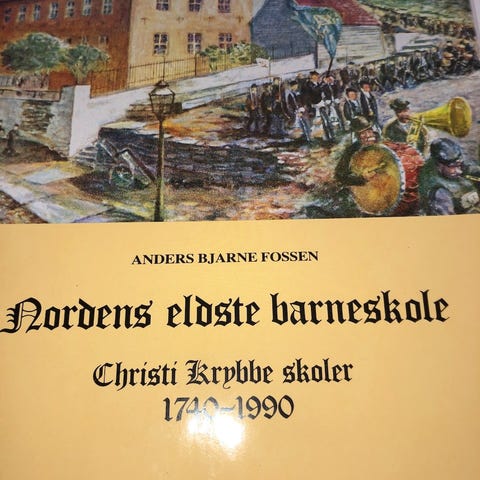 ANDERS BJARNE FOSSEN
Nordens eldste barneskole
Christi Krybbe skoler
1740-1990